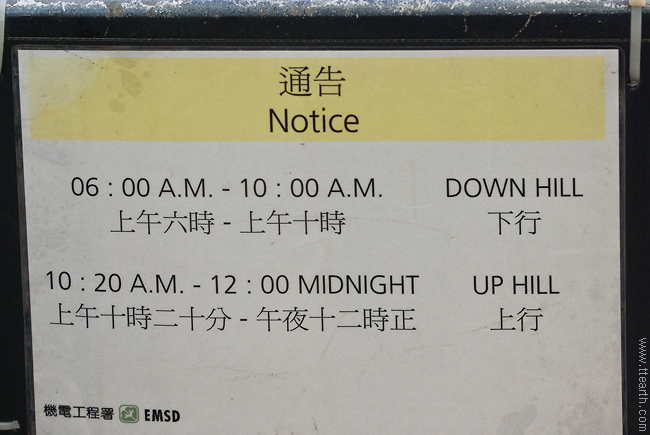 通告
Notice
06 : 00 A.M. - 10 : 00 A.M. DOWN HILL
上午六時 - 上午十時 下行
10 : 20 A.M. - 12 : 00 MIDNIGHT UP HILL
上午十時二十分 - 午夜十二時正 上行
機電工程署 EMSD
www.ttearth.com